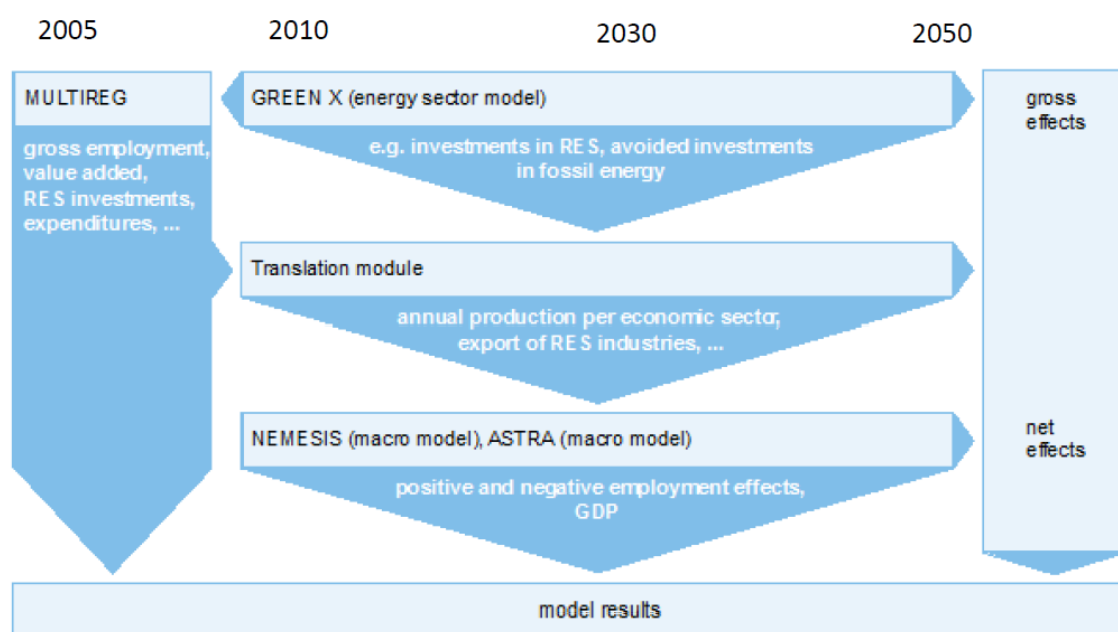 2005 2010 2030 2050
MULTIREG
gross employment,
value added,
RES investments,
expenditures, ...
GREEN X (energy sector model)
e.g. investments in RES, avoided investments
in fossil energy
Translation module
annual production per economic sector,
export of RES industries, ...
NEMESIS (macro model), ASTRA (macro model)
positive and negative employment effects,
GDP
gross
effects
net
effects
model results